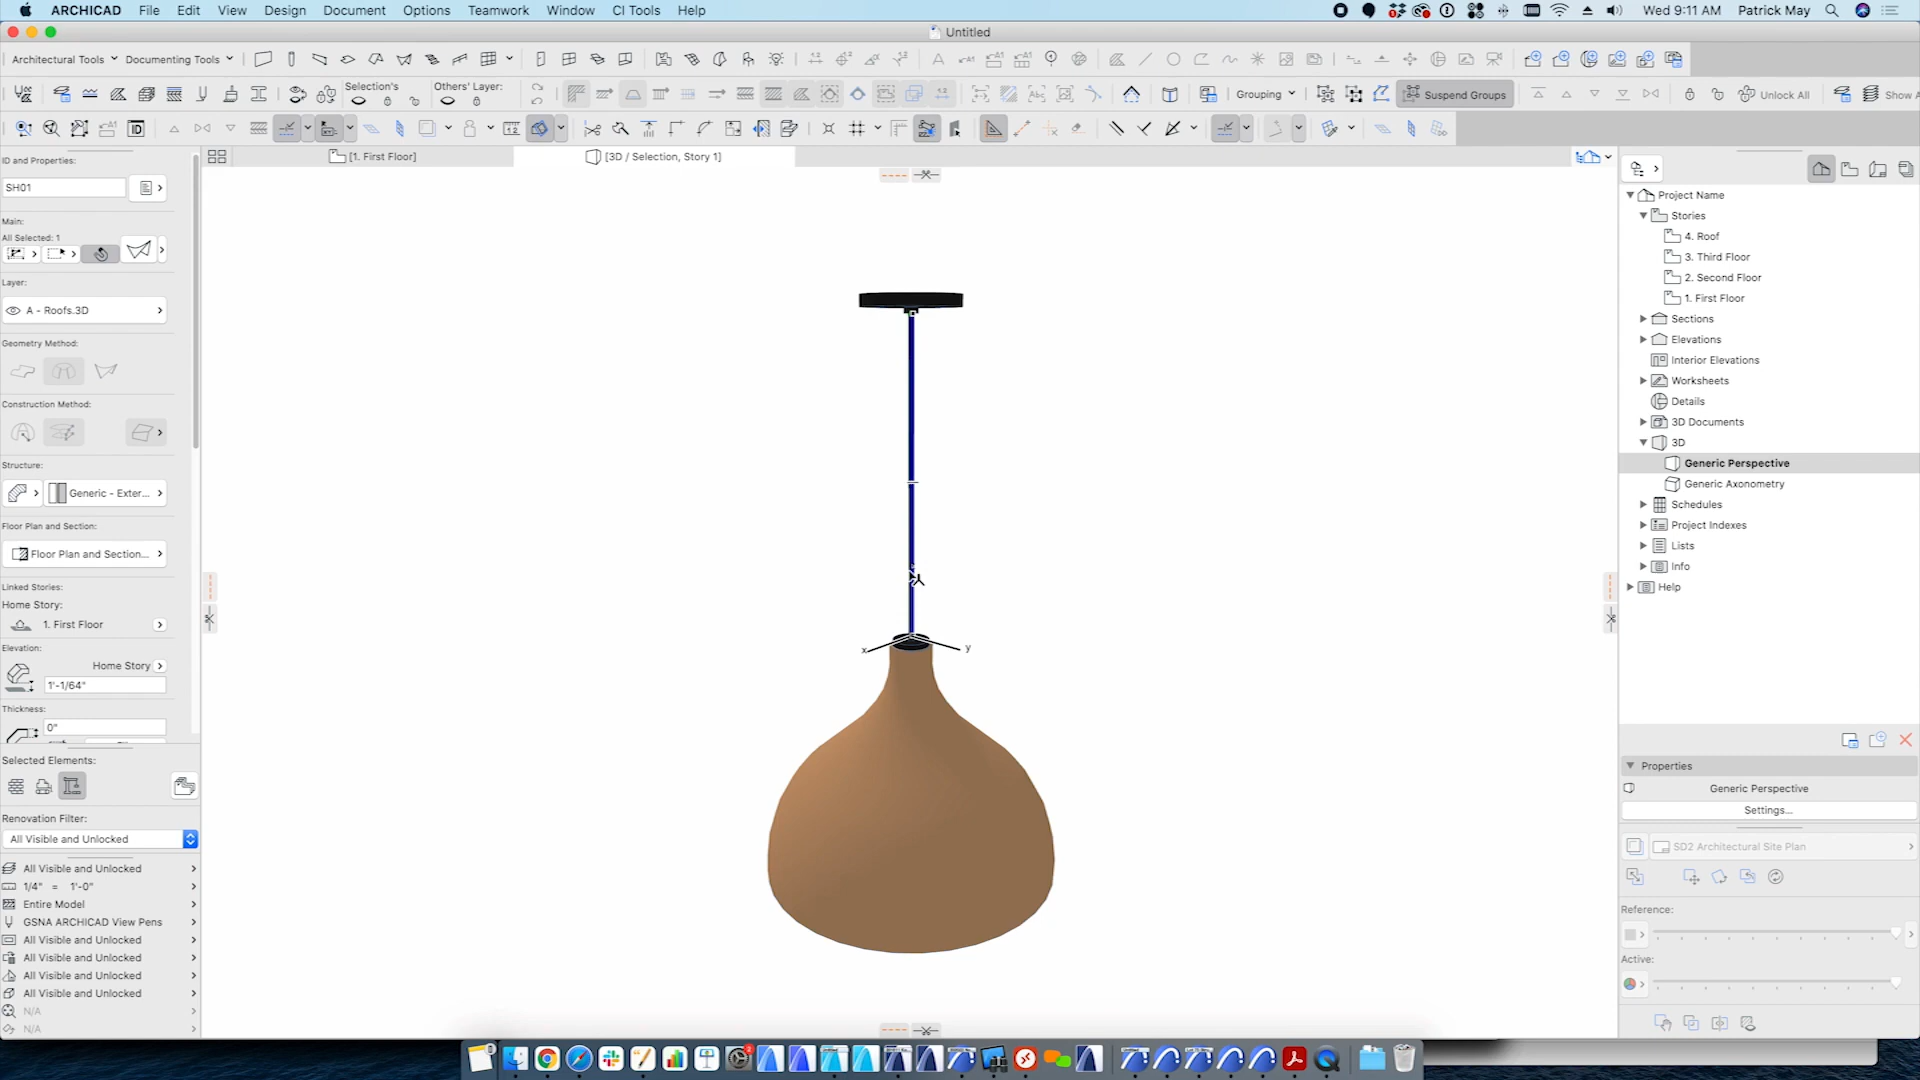 ARCHICAD File Edit View Design Document Options Teamwork Window CI Tools Help
Wed 9:11 AM Patrick May
Untitled
Architectural Tools Documenting Tools
Selection's
Others' Layer:
Grouping
Suspend Groups
Unlock All
Show A
[1. First Floor]
[3D / Selection, Story 1]
ID and Properties:
SH01
Main:
All Selected: 1
Layer:
A - Roofs.3D
Geometry Method:
Construction Method:
Structure:
Generic - Exter...
Floor Plan and Section:
Floor Plan and Section...
Linked Stories:
Home Story:
1. First Floor
Elevation:
Home Story
1'-1/64"
Thickness:
0"
Selected Elements:
Renovation Filter:
All Visible and Unlocked
All Visible and Unlocked
1/4" = 1'-0"
Entire Model
GSNA ARCHICAD View Pens
All Visible and Unlocked
All Visible and Unlocked
All Visible and Unlocked
All Visible and Unlocked
N/A
N/A
x
y
Project Name
Stories
4. Roof
3. Third Floor
2. Second Floor
1. First Floor
Sections
Elevations
Interior Elevations
Worksheets
Details
3D Documents
3D
Generic Perspective
Generic Axonometry
Schedules
Project Indexes
Lists
Info
Help
Properties
Generic Perspective
Settings...
SD2 Architectural Site Plan
Reference:
Active: